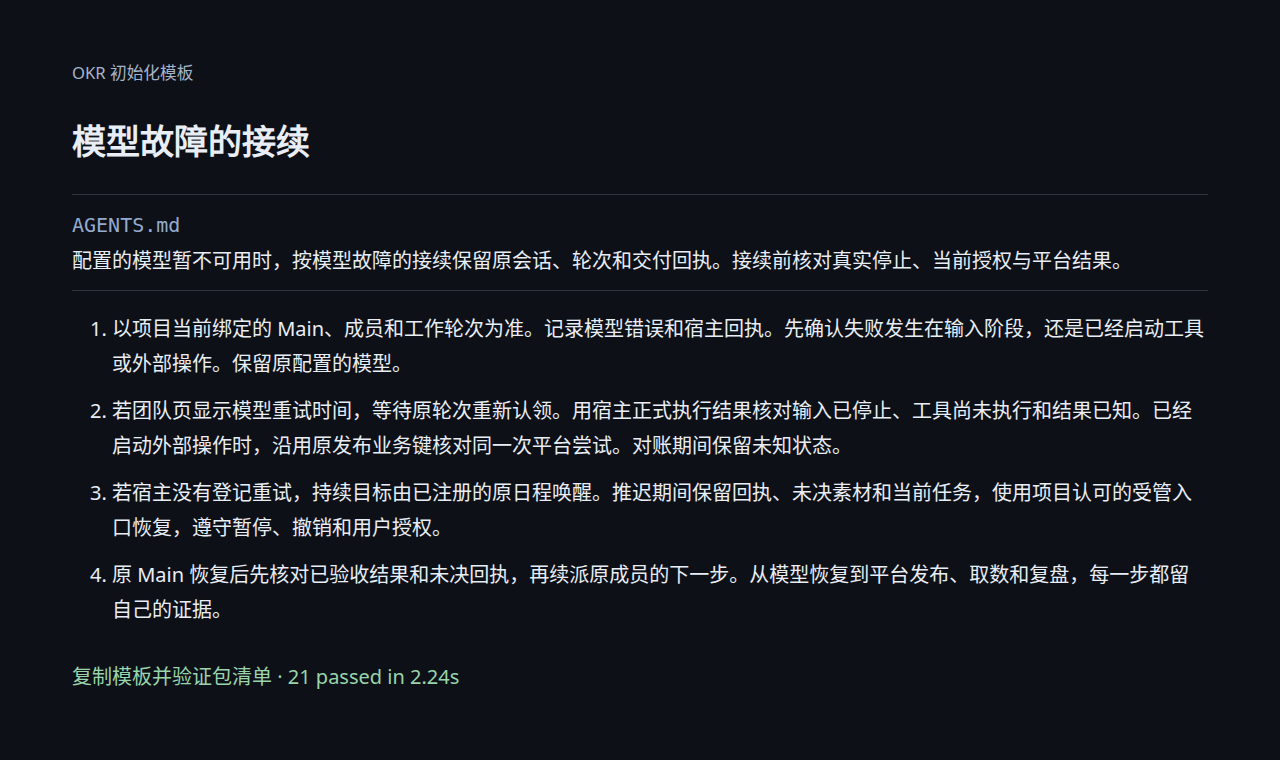 OKR 初始化模板
模型故障的接续
AGENTS.md
配置的模型暂不可用时，按模型故障的接续保留原会话、轮次和交付回执。接续前核对真实停止、当前授权与平台结果。
1. 以项目当前绑定的 Main、成员和工作轮次为准。记录模型错误和宿主回执。先确认失败发生在输入阶段，还是已经启动工具
或外部操作。保留原配置的模型。
2. 若团队页显示模型重试时间，等待原轮次重新认领。用宿主正式执行结果核对输入已停止、工具尚未执行和结果已知。已经
启动外部操作时，沿用原发布业务键核对同一次平台尝试。对账期间保留未知状态。
3. 若宿主没有登记重试，持续目标由已注册的原日程唤醒。推迟期间保留回执、未决素材和当前任务，使用项目认可的受管入
口恢复，遵守暂停、撤销和用户授权。
4. 原 Main 恢复后先核对已验收结果和未决回执，再续派原成员的下一步。从模型恢复到平台发布、取数和复盘，每一步都留
自己的证据。
复制模板并验证包清单 · 21 passed in 2.24s